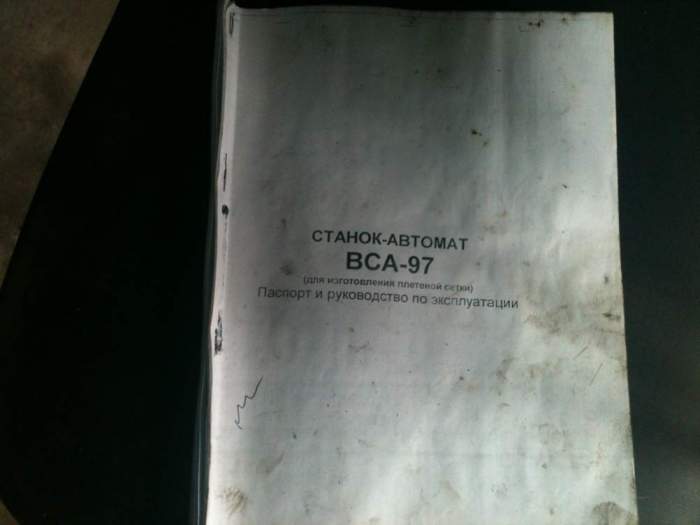 СТАНОК-АВТОМАТ
ВСА-97
(для изготовления плетеной сетки)
Паспорт и руководство по эксплуатации